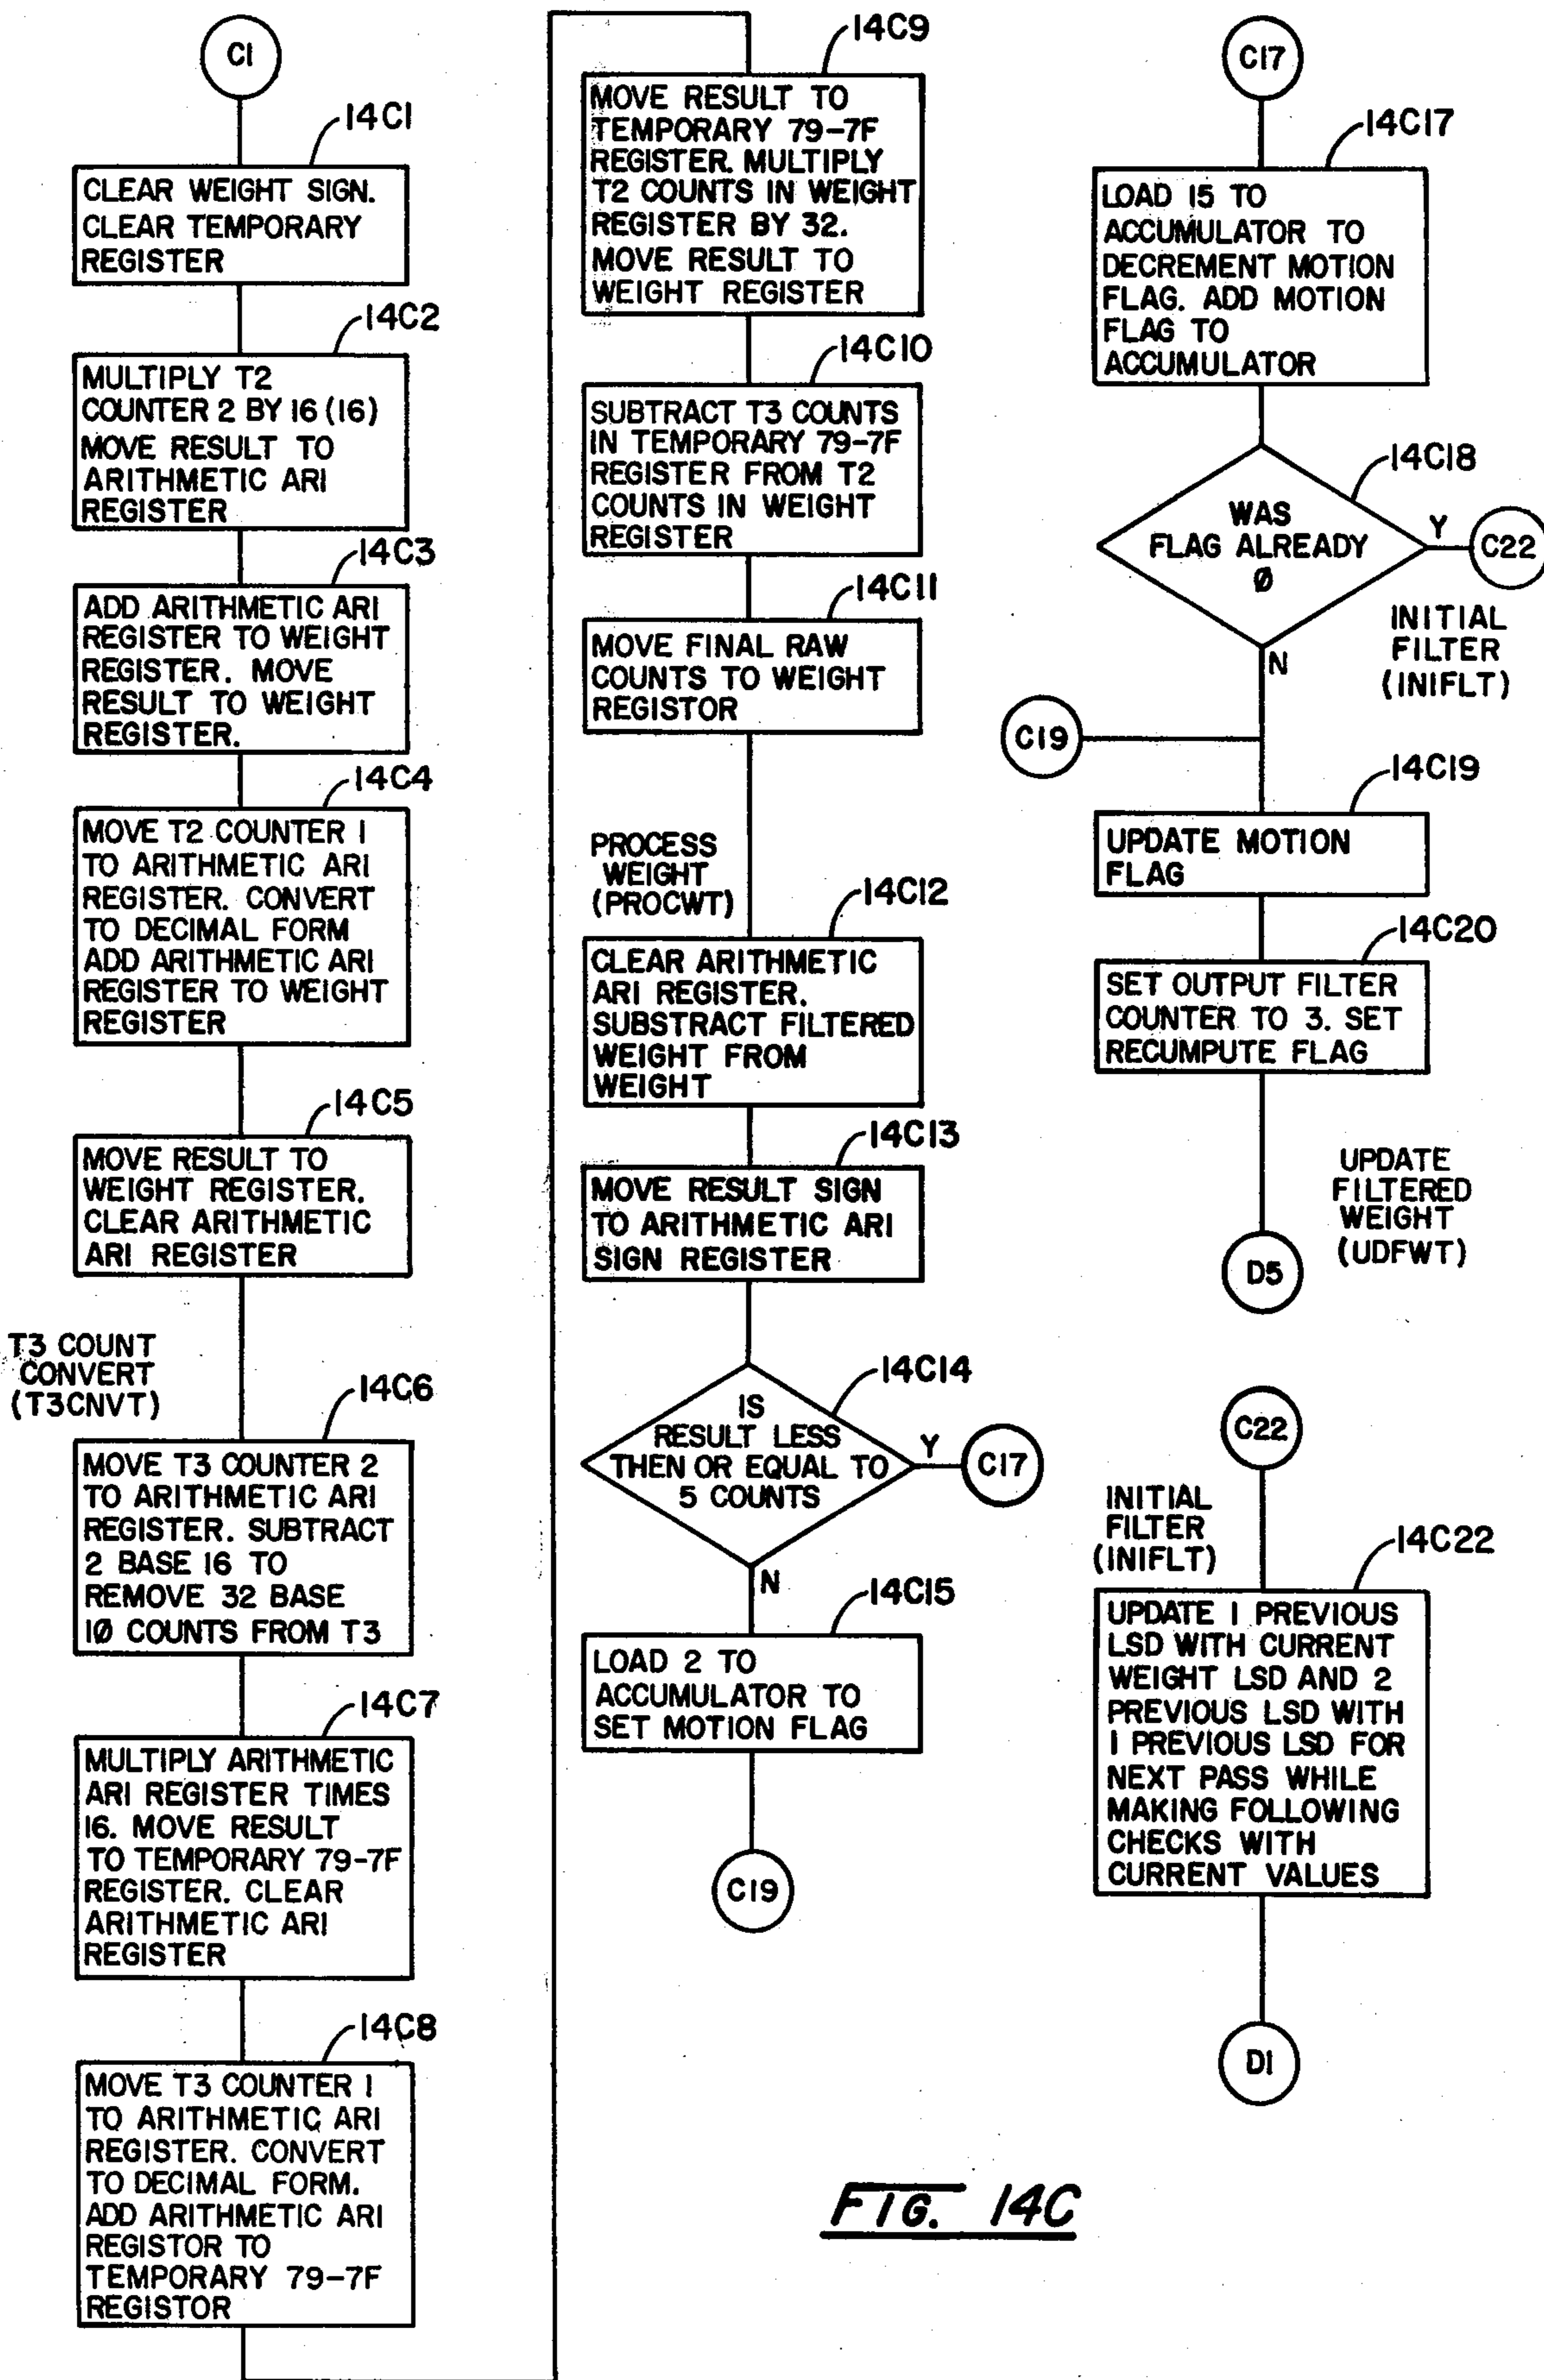 C1
14C1
CLEAR WEIGHT SIGN.
CLEAR TEMPORARY
REGISTER
14C2
MULTIPLY T2
COUNTER 2 BY 16 (16)
MOVE RESULT TO
ARITHMETIC ARI
REGISTER
14C3
ADD ARITHMETIC ARI
REGISTER TO WEIGHT
REGISTER. MOVE
RESULT TO WEIGHT
REGISTER.
14C4
MOVE T2 COUNTER 1
TO ARITHMETIC ARI
REGISTER. CONVERT
TO DECIMAL FORM
ADD ARITHMETIC ARI
REGISTER TO WEIGHT
REGISTER
14C5
MOVE RESULT TO
WEIGHT REGISTER.
CLEAR ARITHMETIC
ARI REGISTER
T3 COUNT
CONVERT
(T3CNVT)
14C6
MOVE T3 COUNTER 2
TO ARITHMETIC ARI
REGISTER. SUBTRACT
2 BASE 16 TO
REMOVE 32 BASE
1Ø COUNTS FROM T3
14C7
MULTIPLY ARITHMETIC
ARI REGISTER TIMES
16. MOVE RESULT
TO TEMPORARY 79-7F
REGISTER. CLEAR
ARITHMETIC ARI
REGISTER
14C8
MOVE T3 COUNTER 1
TO ARITHMETIC ARI
REGISTER. CONVERT
TO DECIMAL FORM.
ADD ARITHMETIC ARI
REGISTOR TO
TEMPORARY 79-7F
REGISTOR
14C9
MOVE RESULT TO
TEMPORARY 79-7F
REGISTER. MULTIPLY
T2 COUNTS IN WEIGHT
REGISTER BY 32.
MOVE RESULT TO
WEIGHT REGISTER
14C10
SUBTRACT T3 COUNTS
IN TEMPORARY 79-7F
REGISTER FROM T2
COUNTS IN WEIGHT
REGISTER
14C11
MOVE FINAL RAW
COUNTS TO WEIGHT
REGISTOR
PROCESS
WEIGHT
(PROCWT)
14C12
CLEAR ARITHMETIC
ARI REGISTER.
SUBSTRACT FILTERED
WEIGHT FROM
WEIGHT
14C13
MOVE RESULT SIGN
TO ARITHMETIC ARI
SIGN REGISTER
14C14
IS
RESULT LESS
THEN OR EQUAL TO
5 COUNTS
Y
C17
N
14C15
LOAD 2 TO
ACCUMULATOR TO
SET MOTION FLAG
C19
C17
14C17
LOAD 15 TO
ACCUMULATOR TO
DECREMENT MOTION
FLAG. ADD MOTION
FLAG TO
ACCUMULATOR
14C18
WAS
FLAG ALREADY
Ø
Y
C22
INITIAL
FILTER
(INIFLT)
N
C19
14C19
UPDATE MOTION
FLAG
14C20
SET OUTPUT FILTER
COUNTER TO 3. SET
RECUMPUTE FLAG
UPDATE
FILTERED
WEIGHT
(UDFWT)
D5
C22
INITIAL
FILTER
(INIFLT)
14C22
UPDATE 1 PREVIOUS
LSD WITH CURRENT
WEIGHT LSD AND 2
PREVIOUS LSD WITH
1 PREVIOUS LSD FOR
NEXT PASS WHILE
MAKING FOLLOWING
CHECKS WITH
CURRENT VALUES
D1
FIG. 14C